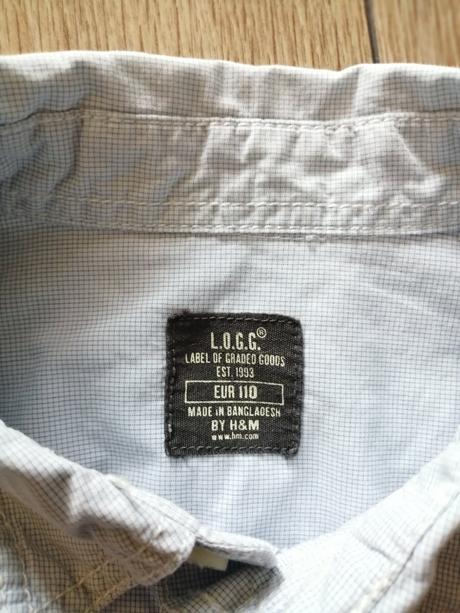 L.O.G.G.®
LABEL OF GRADED GOODS
EST. 1993
EUR 110
MADE IN BANGLADESH
BY H&M
www.hm.com